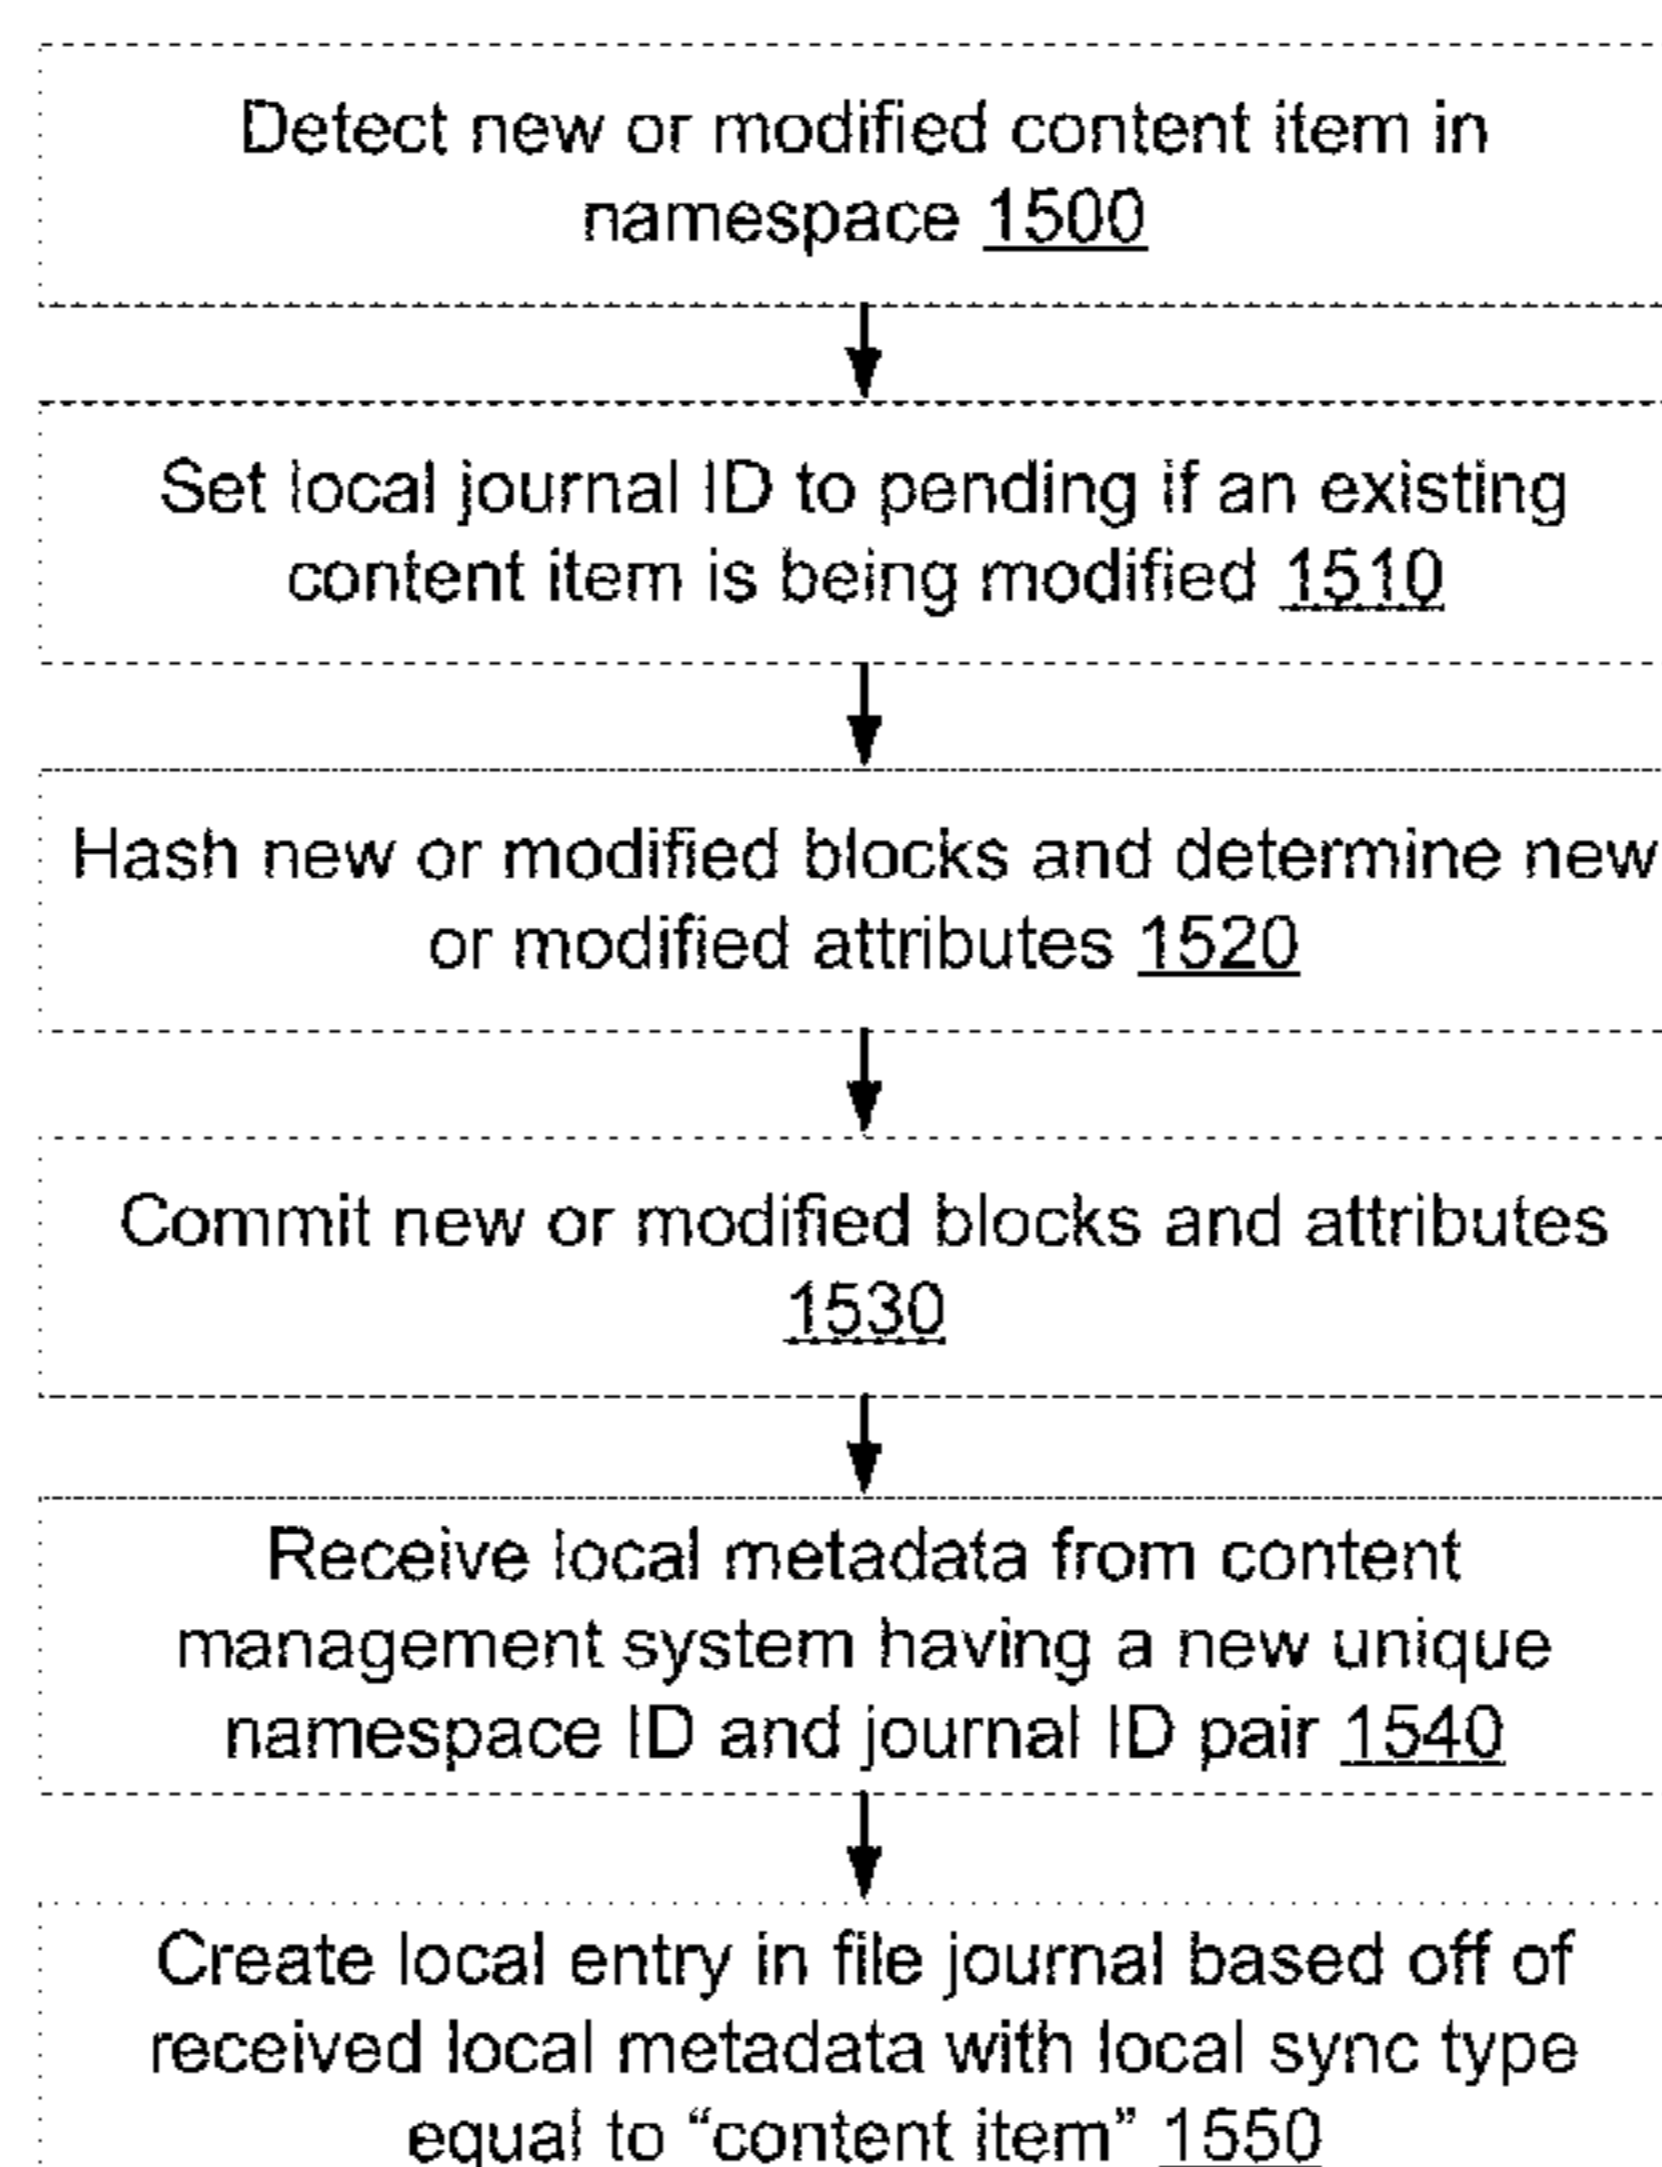 Detect new or modified content item in
namespace 1500
Set local journal ID to pending if an existing
content item is being modified 1510
Hash new or modified blocks and determine new
or modified attributes 1520
Commit new or modified blocks and attributes
1530
Receive local metadata from content
management system having a new unique
namespace ID and journal ID pair 1540
Create local entry in file journal based off of
received local metadata with local sync type
equal to “content item” 1550